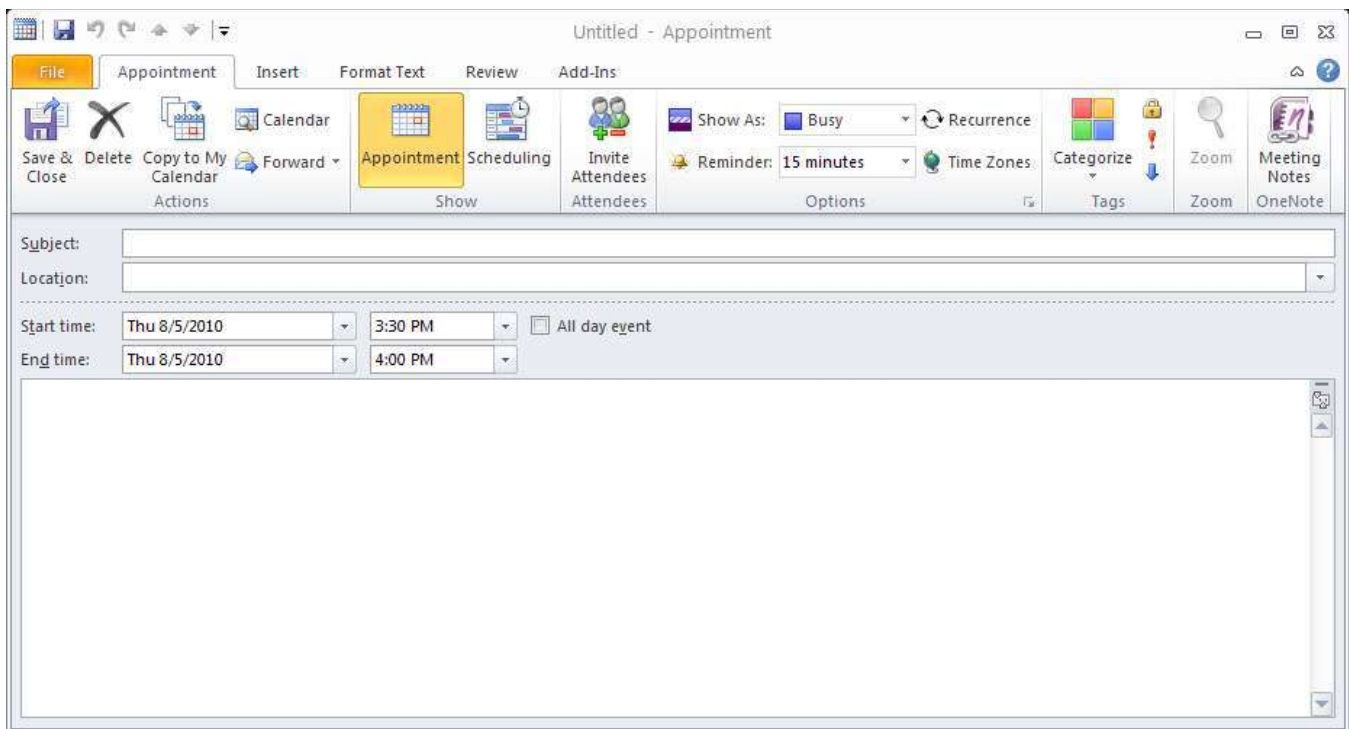 Untitled - Appointment
File Appointment Insert Format Text Review Add-Ins
Save & Close Delete Copy to My Calendar Calendar Forward Appointment Scheduling Invite Attendees Show As: Busy Recurrence Reminder: 15 minutes Time Zones Categorize Zoom Meeting Notes
Actions Show Attendees Options Tags Zoom OneNote
Subject:
Location:
Start time: Thu 8/5/2010 3:30 PM All day event
End time: Thu 8/5/2010 4:00 PM